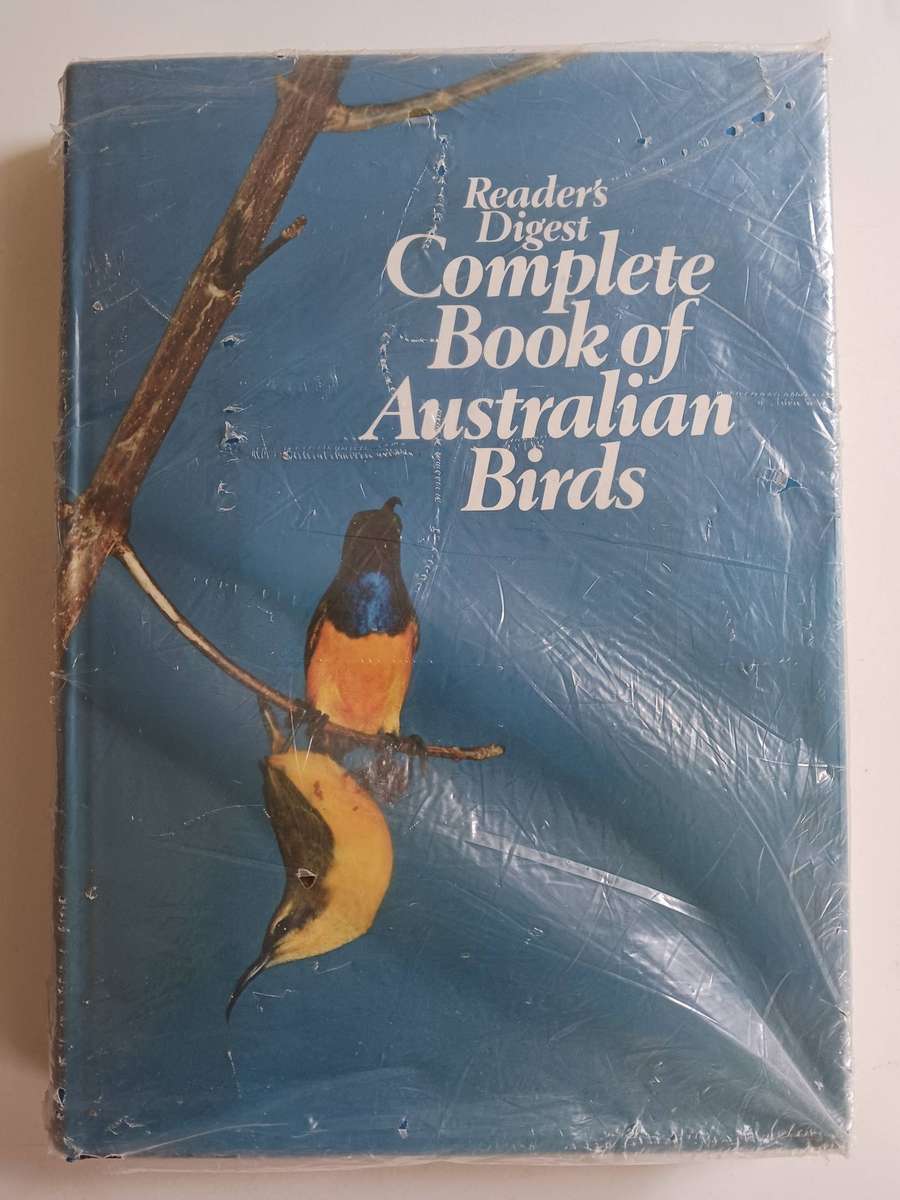 Reader's
Digest
Complete
Book of
Australian
Birds